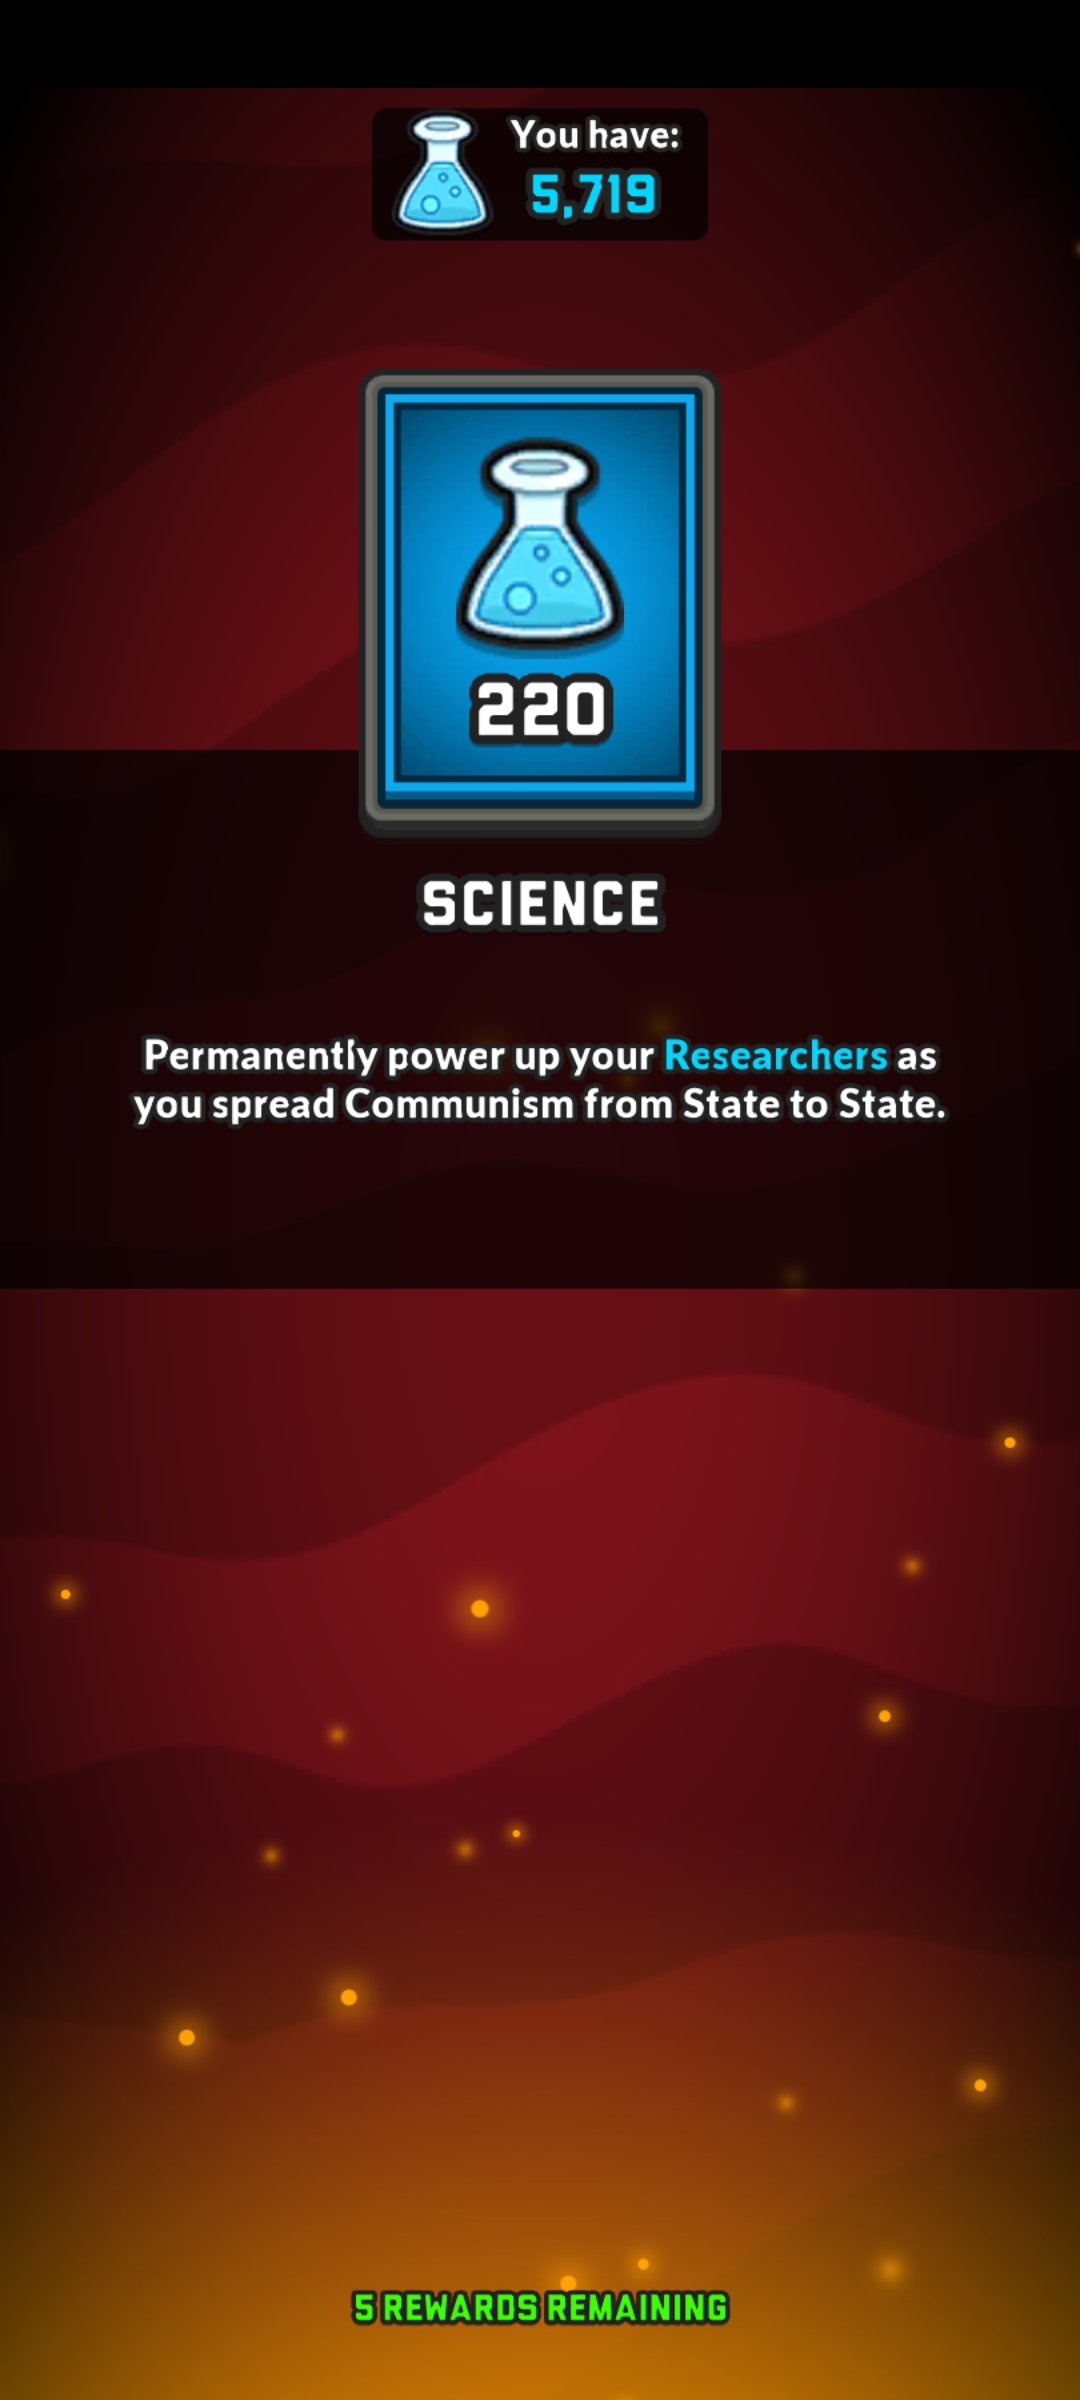 You have:
5,719
220
SCIENCE
Permanently power up your Researchers as
you spread Communism from State to State.
5 REWARDS REMAINING